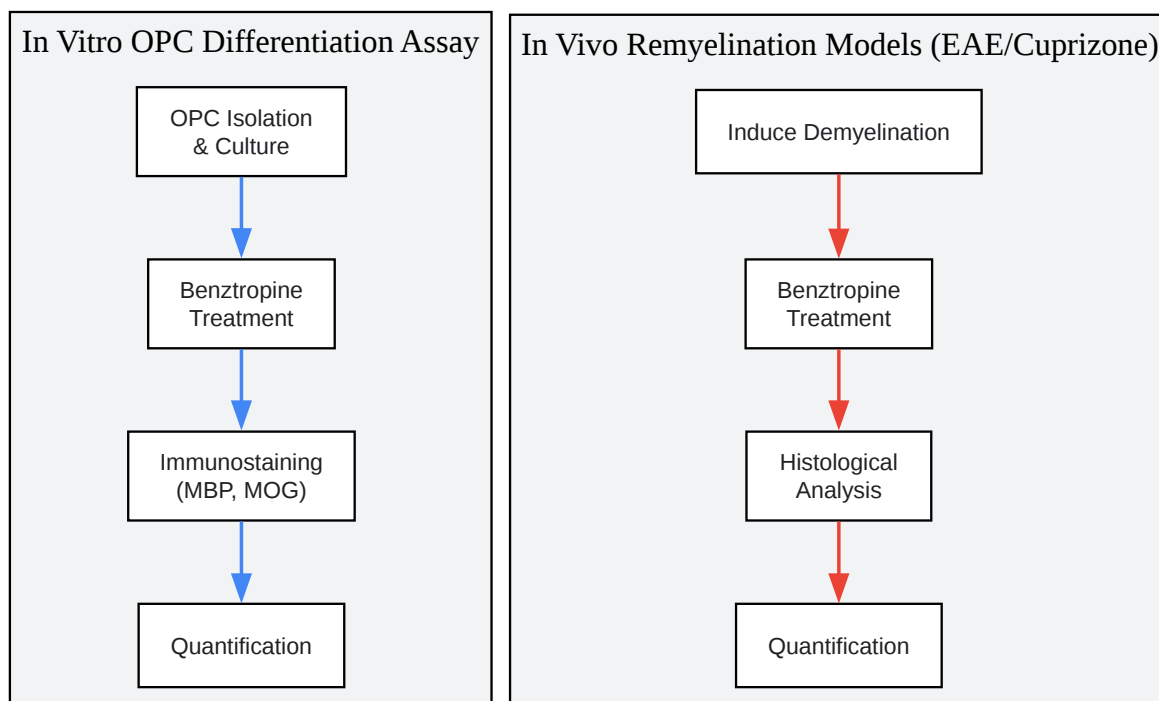 In Vitro OPC Differentiation Assay
OPC Isolation
& Culture
Benztropine
Treatment
Immunostaining
(MBP, MOG)
Quantification
In Vivo Remyelination Models (EAE/Cuprizone)
Induce Demyelination
Benztropine
Treatment
Histological
Analysis
Quantification